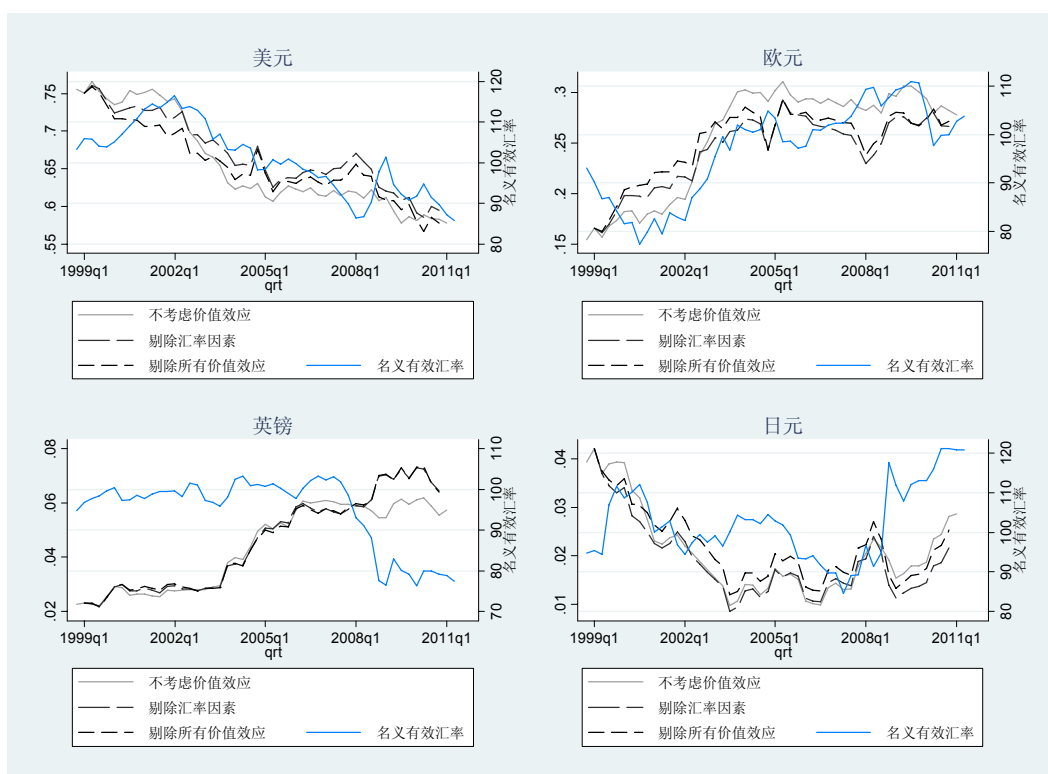 美元
.75
.7
.65
.6
.55
120
110
100
90
80
名义有效汇率
1999q1 2002q1 2005q1 2008q1 2011q1
qrt
不考虑价值效应
剔除汇率因素
剔除所有价值效应 名义有效汇率
欧元
.3
.25
.2
.15
110
100
90
80
名义有效汇率
1999q1 2002q1 2005q1 2008q1 2011q1
qrt
不考虑价值效应
剔除汇率因素
剔除所有价值效应 名义有效汇率
英镑
.08
.06
.04
.02
110
100
90
80
70
名义有效汇率
1999q1 2002q1 2005q1 2008q1 2011q1
qrt
不考虑价值效应
剔除汇率因素
剔除所有价值效应 名义有效汇率
日元
.04
.03
.02
.01
120
110
100
90
80
名义有效汇率
1999q1 2002q1 2005q1 2008q1 2011q1
qrt
不考虑价值效应
剔除汇率因素
剔除所有价值效应 名义有效汇率